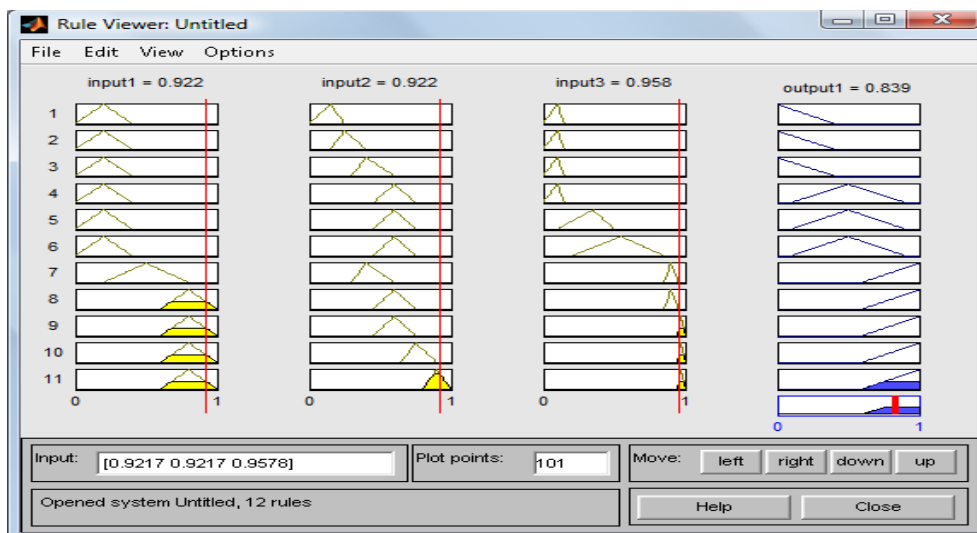 Rule Viewer: Untitled
File Edit View Options
input1 = 0.922 input2 = 0.922 input3 = 0.958 output1 = 0.839
1
2
3
4
5
6
7
8
9
10
11
0 1 0 1 0 1
0 1
Input: [0.9217 0.9217 0.9578] Plot points: 101 Move: left right down up
Opened system Untitled, 12 rules Help Close